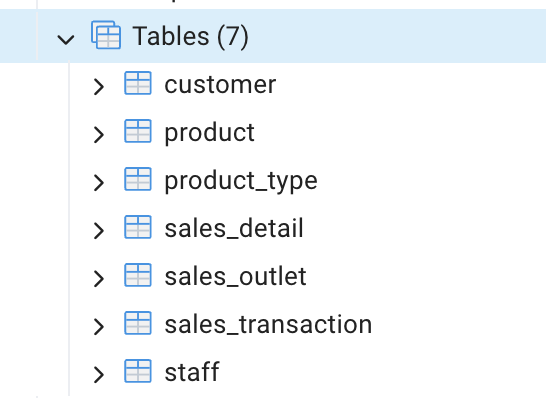 Tables (7)
customer
product
product_type
sales_detail
sales_outlet
sales_transaction
staff